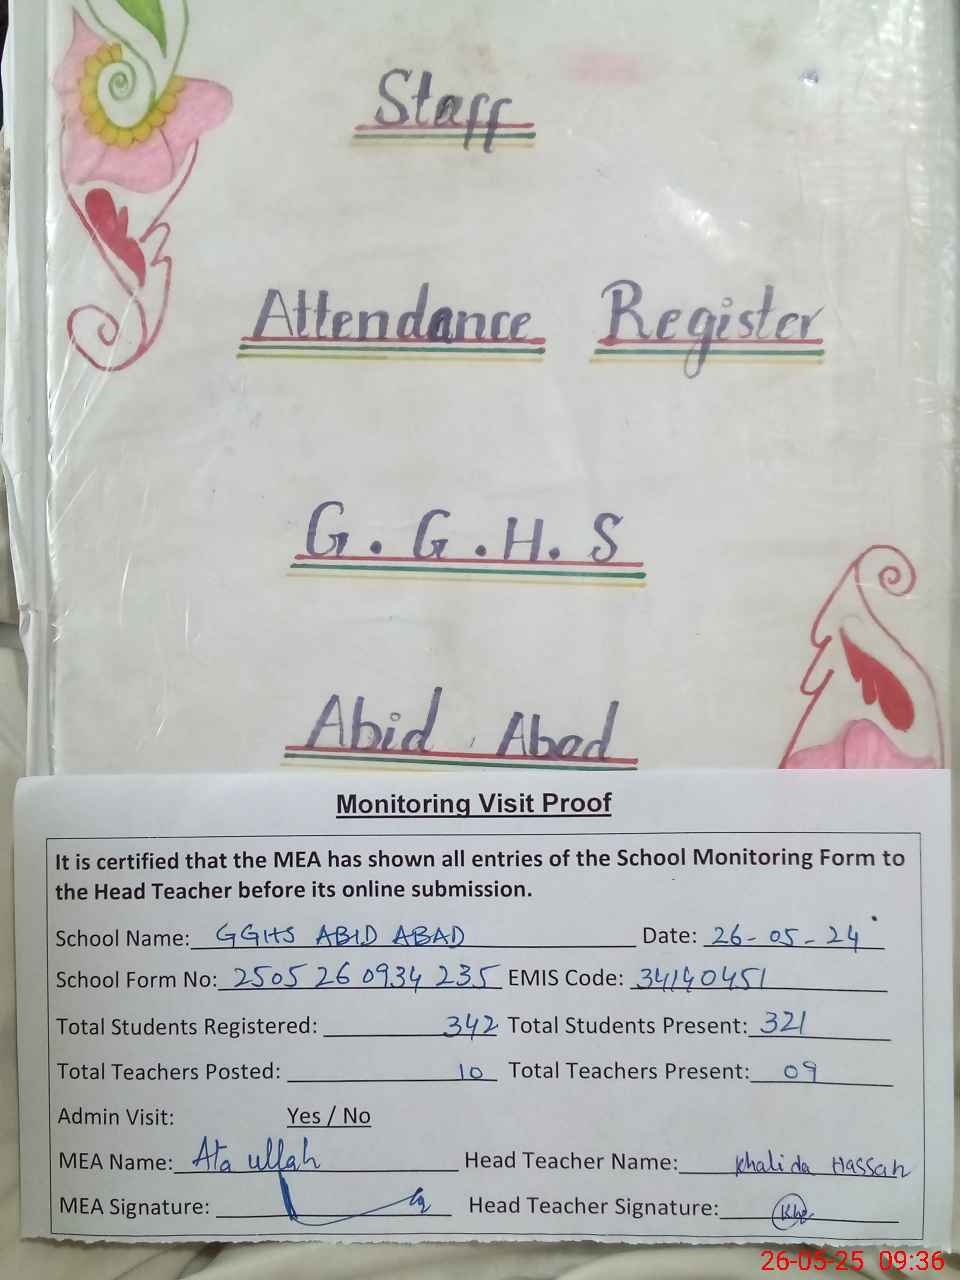 Staff
Attendance Register
G.G.H.S
Abid Abad
Monitoring Visit Proof
It is certified that the MEA has shown all entries of the School Monitoring Form to
the Head Teacher before its online submission.
School Name: GGHS ABID ABAD Date: 26-05-24
School Form No: 2505 26 0934 235 EMIS Code: 34140451
Total Students Registered: 342 Total Students Present: 321
Total Teachers Posted: 10 Total Teachers Present: 09
Admin Visit: Yes / No
MEA Name: Ata ullah Head Teacher Name: Khalida Hassan
MEA Signature: Head Teacher Signature:
26-05-25 09:36